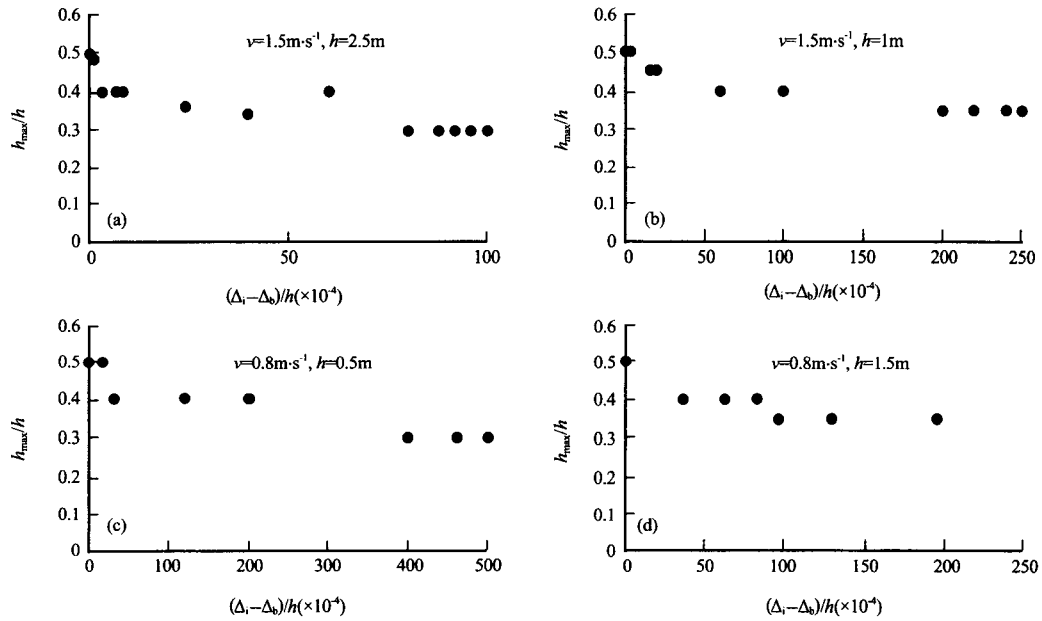 0.6
0.5
0.4
0.3
0.2
0.1
0
h_max/h
v=1.5m·s⁻¹, h=2.5m
(a)
0 50 100
(Δᵢ−Δ_b)/h(×10⁻⁴)
0.6
0.5
0.4
0.3
0.2
0.1
0
h_max/h
v=1.5m·s⁻¹, h=1m
(b)
0 50 100 150 200 250
(Δᵢ−Δ_b)/h(×10⁻⁴)
0.6
0.5
0.4
0.3
0.2
0.1
0
h_max/h
v=0.8m·s⁻¹, h=0.5m
(c)
0 100 200 300 400 500
(Δᵢ−Δ_b)/h(×10⁻⁴)
0.6
0.5
0.4
0.3
0.2
0.1
0
h_max/h
v=0.8m·s⁻¹, h=1.5m
(d)
0 50 100 150 200 250
(Δᵢ−Δ_b)/h(×10⁻⁴)